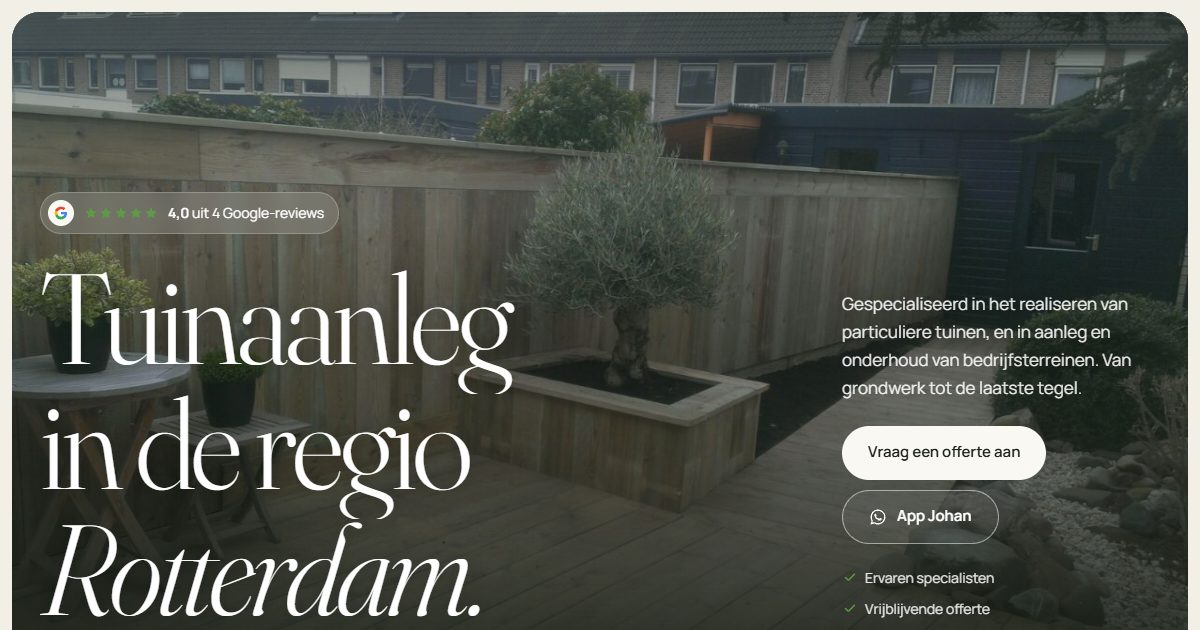 4,0 uit 4 Google-reviews
Tuinaanleg
in de regio
Rotterdam.
Gespecialiseerd in het realiseren van
particuliere tuinen, en in aanleg en
onderhoud van bedrijfsterreinen. Van
grondwerk tot de laatste tegel.
Vraag een offerte aan
App Johan
Ervaren specialisten
Vrijblijvende offerte